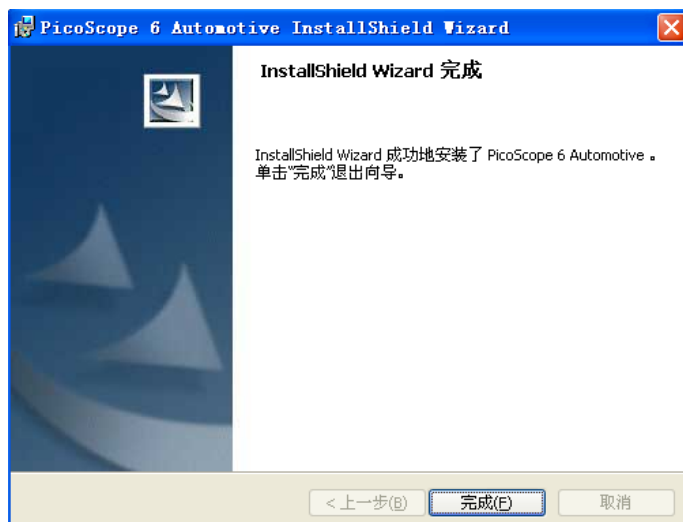 PicoScope 6 Automotive InstallShield Wizard
InstallShield Wizard 完成
InstallShield Wizard 成功地安装了 PicoScope 6 Automotive 。
单击“完成”退出向导。
< 上一步(B) 完成(F) 取消